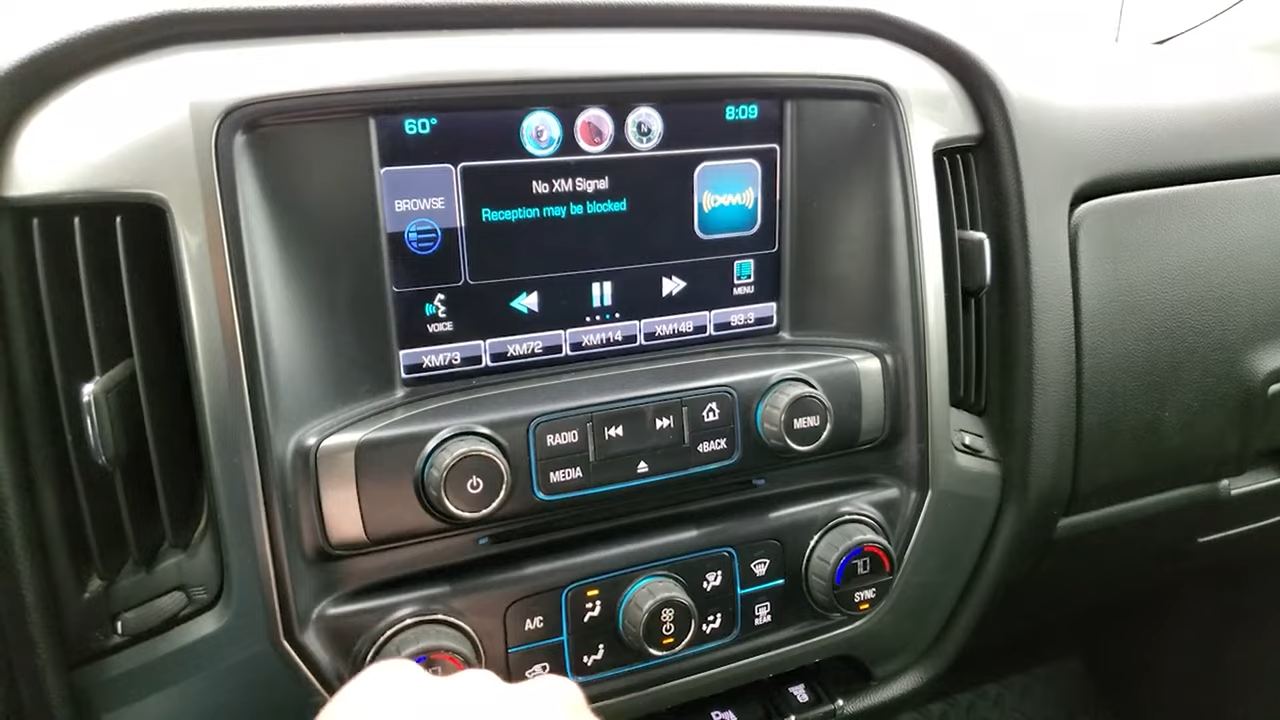 60°
N
8:09
BROWSE
No XM Signal
Reception may be blocked
((XM))
VOICE
MENU
XM73
XM72
XM114
XM148
93.3
RADIO
MEDIA
BACK
MENU
A/C
REAR
70
SYNC